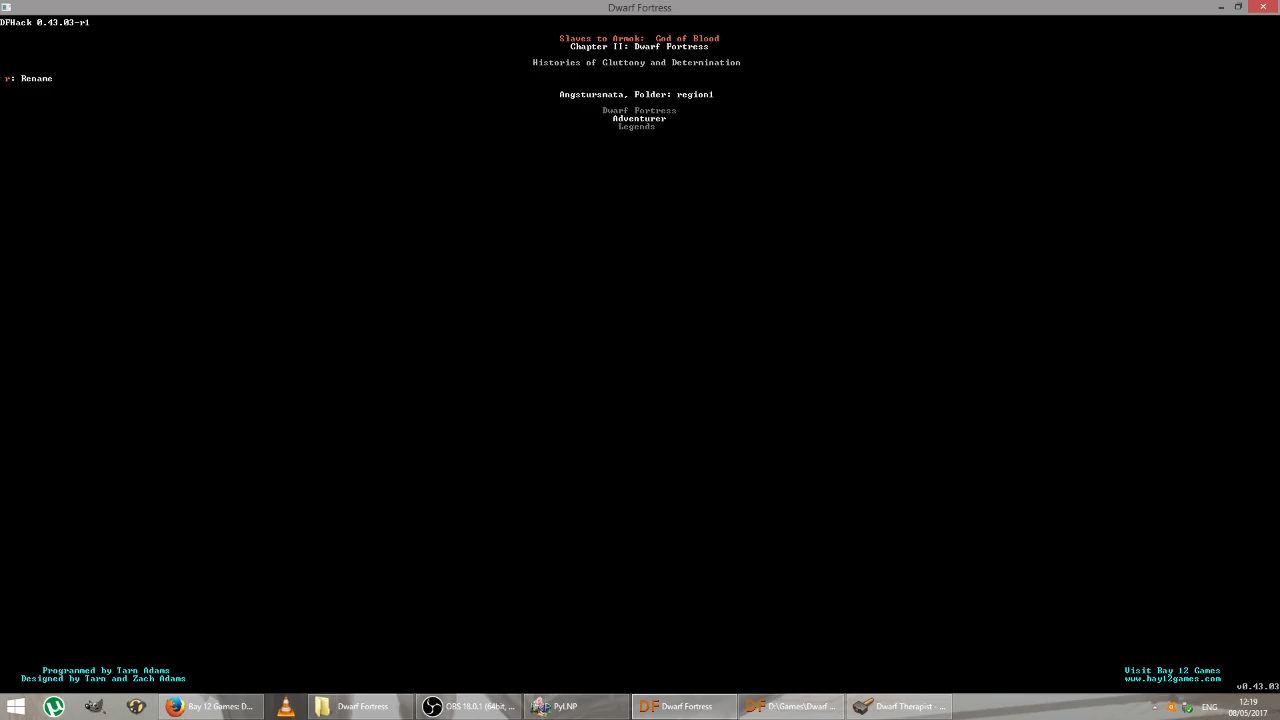 Dwarf Fortress
DFHack 0.43.03-r1
Slaves to Armok: God of Blood
Chapter II: Dwarf Fortress
Histories of Gluttony and Determination
r: Rename
Angstursmata, Folder: region1
Dwarf Fortress
Adventurer
Legends
Programmed by Tarn Adams
Designed by Tarn and Zach Adams
Visit Bay 12 Games
www.bay12games.com
v0.43.03
Bay 12 Games: D...
Dwarf Fortress
OBS 18.0.1 (64bit, ...
PyLNP
DF Dwarf Fortress
DF D:\Games\Dwarf ...
Dwarf Therapist - ...
ENG
12:19
08/05/2017